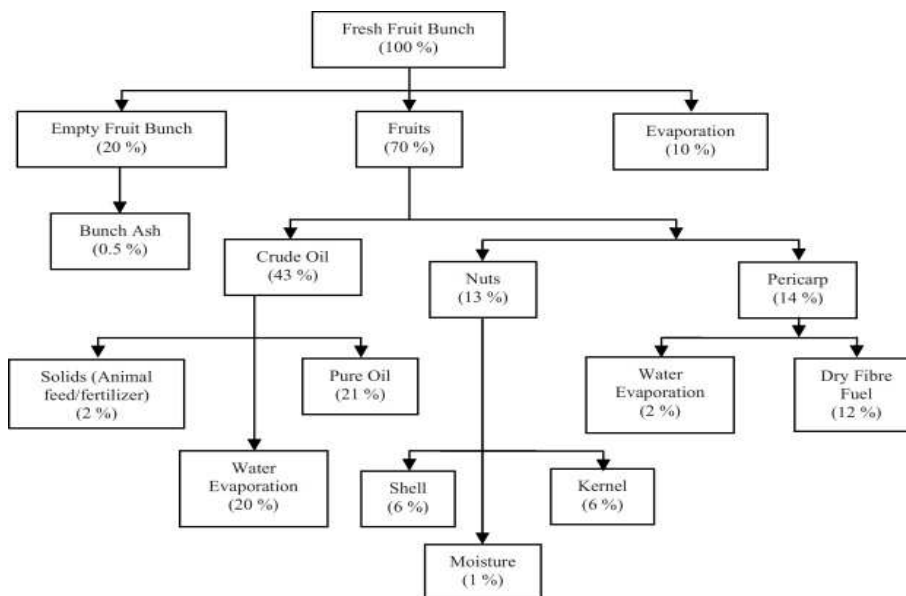 Fresh Fruit Bunch
(100 %)
Empty Fruit Bunch
(20 %)
Fruits
(70 %)
Evaporation
(10 %)
Bunch Ash
(0.5 %)
Crude Oil
(43 %)
Nuts
(13 %)
Pericarp
(14 %)
Solids (Animal
feed/fertilizer)
(2 %)
Pure Oil
(21 %)
Water
Evaporation
(2 %)
Dry Fibre
Fuel
(12 %)
Water
Evaporation
(20 %)
Shell
(6 %)
Kernel
(6 %)
Moisture
(1 %)